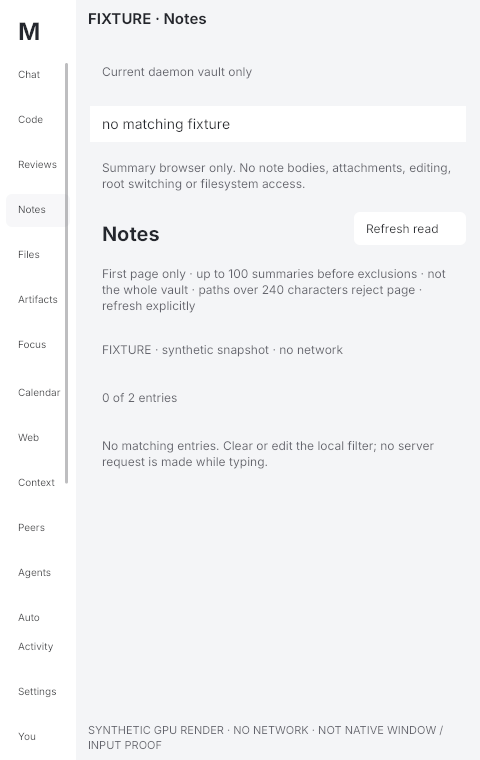 M
Chat
Code
Reviews
Notes
Files
Artifacts
Focus
Calendar
Web
Context
Peers
Agents
Auto
Activity
Settings
You
FIXTURE · Notes
Current daemon vault only
no matching fixture
Summary browser only. No note bodies, attachments, editing,
root switching or filesystem access.
Notes
Refresh read
First page only · up to 100 summaries before exclusions · not
the whole vault · paths over 240 characters reject page ·
refresh explicitly
FIXTURE · synthetic snapshot · no network
0 of 2 entries
No matching entries. Clear or edit the local filter; no server
request is made while typing.
SYNTHETIC GPU RENDER · NO NETWORK · NOT NATIVE WINDOW /
INPUT PROOF